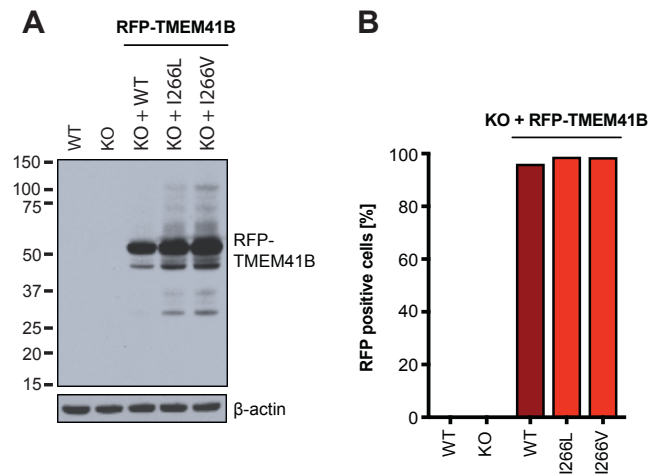 A
RFP-TMEM41B
WT
KO
KO + WT
KO + I266L
KO + I266V
150
100
75
50
37
25
20
15
RFP-
TMEM41B
β-actin
B
KO + RFP-TMEM41B
RFP positive cells [%]
100
80
60
40
20
0
WT
KO
WT
I266L
I266V